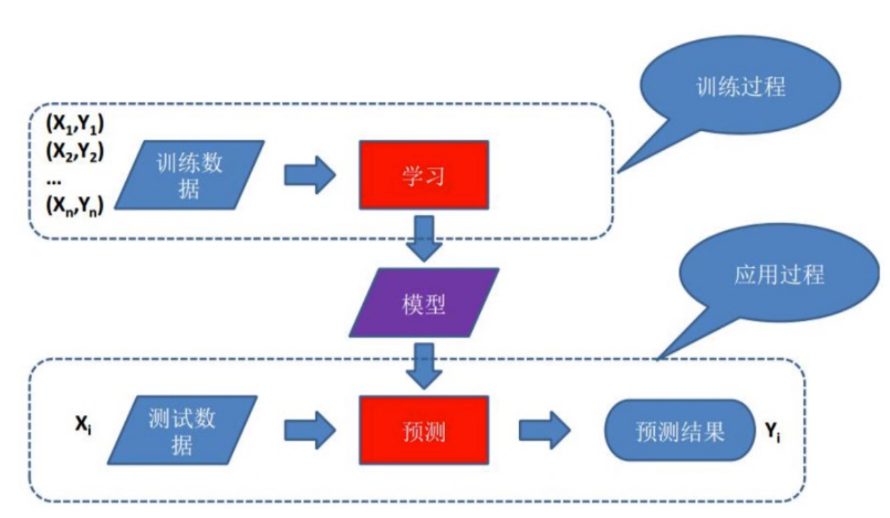 训练过程
(X₁,Y₁)
(X₂,Y₂)
...
(Xₙ,Yₙ)
训练数
据
学习
模型
应用过程
Xᵢ
测试数
据
预测
预测结果
Yᵢ